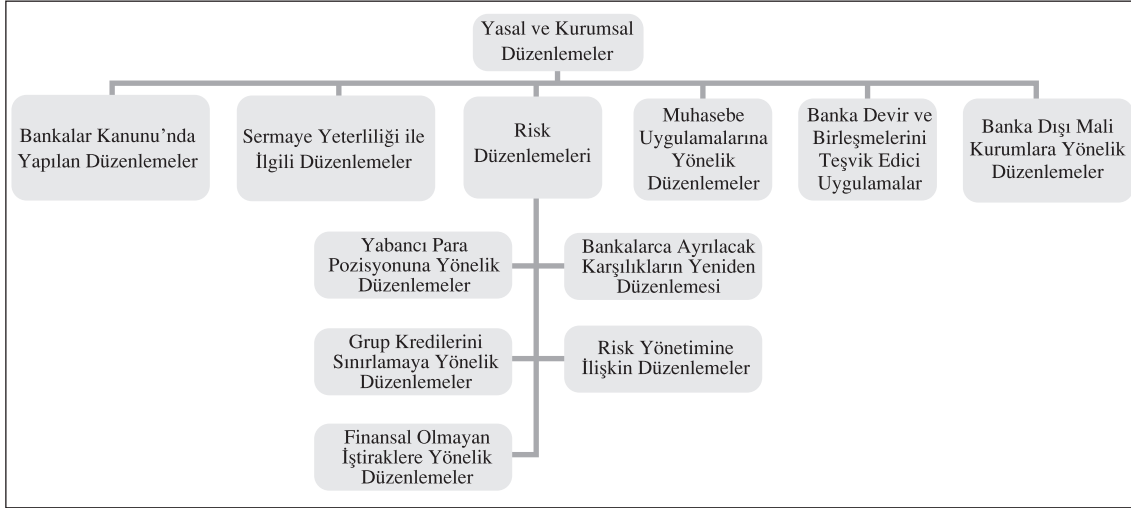 Yasal ve Kurumsal
Düzenlemeler
Bankalar Kanunu’nda
Yapılan Düzenlemeler
Sermaye Yeterliliği ile
İlgili Düzenlemeler
Risk
Düzenlemeleri
Muhasebe
Uygulamalarına
Yönelik
Düzenlemeler
Banka Devir ve
Birleşmelerini
Teşvik Edici
Uygulamalar
Banka Dışı Mali
Kurumlara Yönelik
Düzenlemeler
Yabancı Para
Pozisyonuna Yönelik
Düzenlemeler
Bankalarca Ayrılacak
Karşılıkların Yeniden
Düzenlemesi
Grup Kredilerini
Sınırlamaya Yönelik
Düzenlemeler
Risk Yönetimine
İlişkin Düzenlemeler
Finansal Olmayan
İştiraklere Yönelik
Düzenlemeler